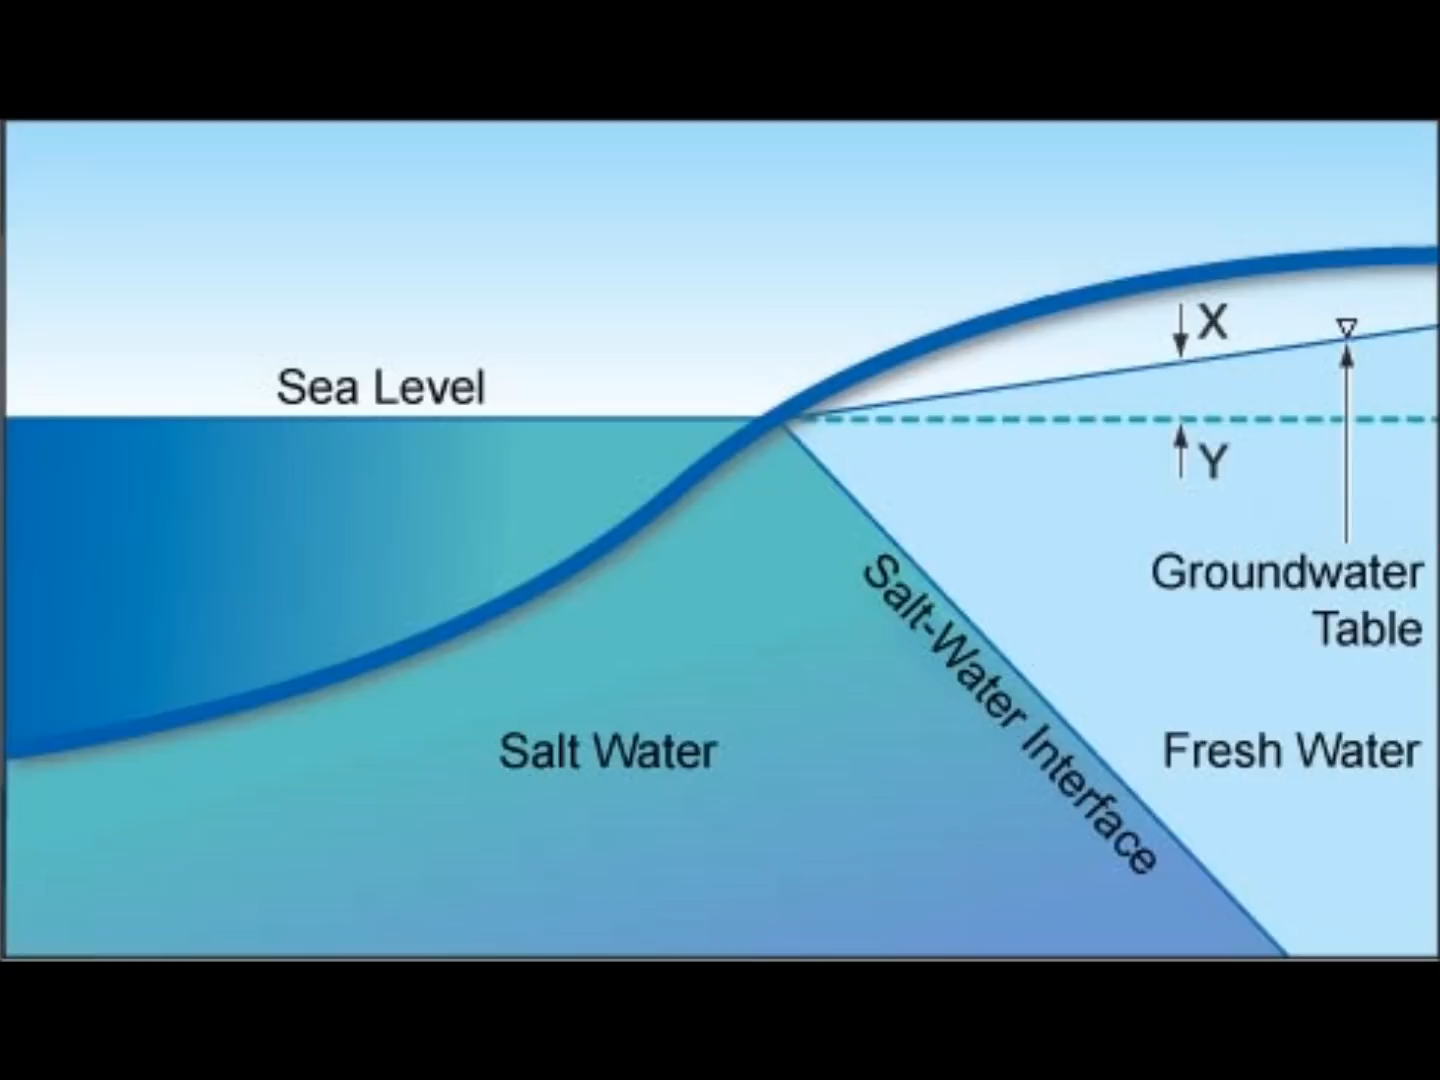 X
Sea Level
Y
Groundwater
Table
Salt-Water Interface
Salt Water
Fresh Water